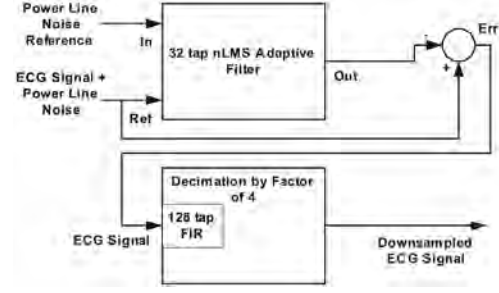 Power Line
Noise
Reference
In
32 tap nLMS Adaptive
Filter
Err
-
+
Out
ECG Signal +
Power Line
Noise
Ref
Decimation by Factor
of 4
128 tap
FIR
ECG Signal
Downsampled
ECG Signal